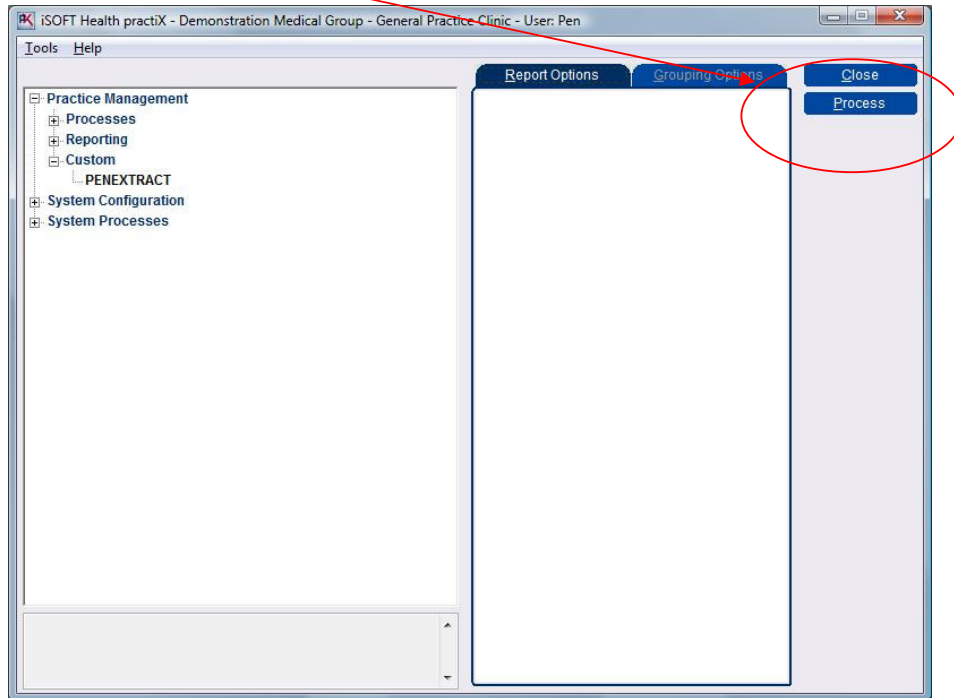 iSOFT Health practiX - Demonstration Medical Group - General Practice Clinic - User: Pen
Tools Help
Report Options Grouping Options Close
Process
Practice Management
Processes
Reporting
Custom
PENEXTRACT
System Configuration
System Processes